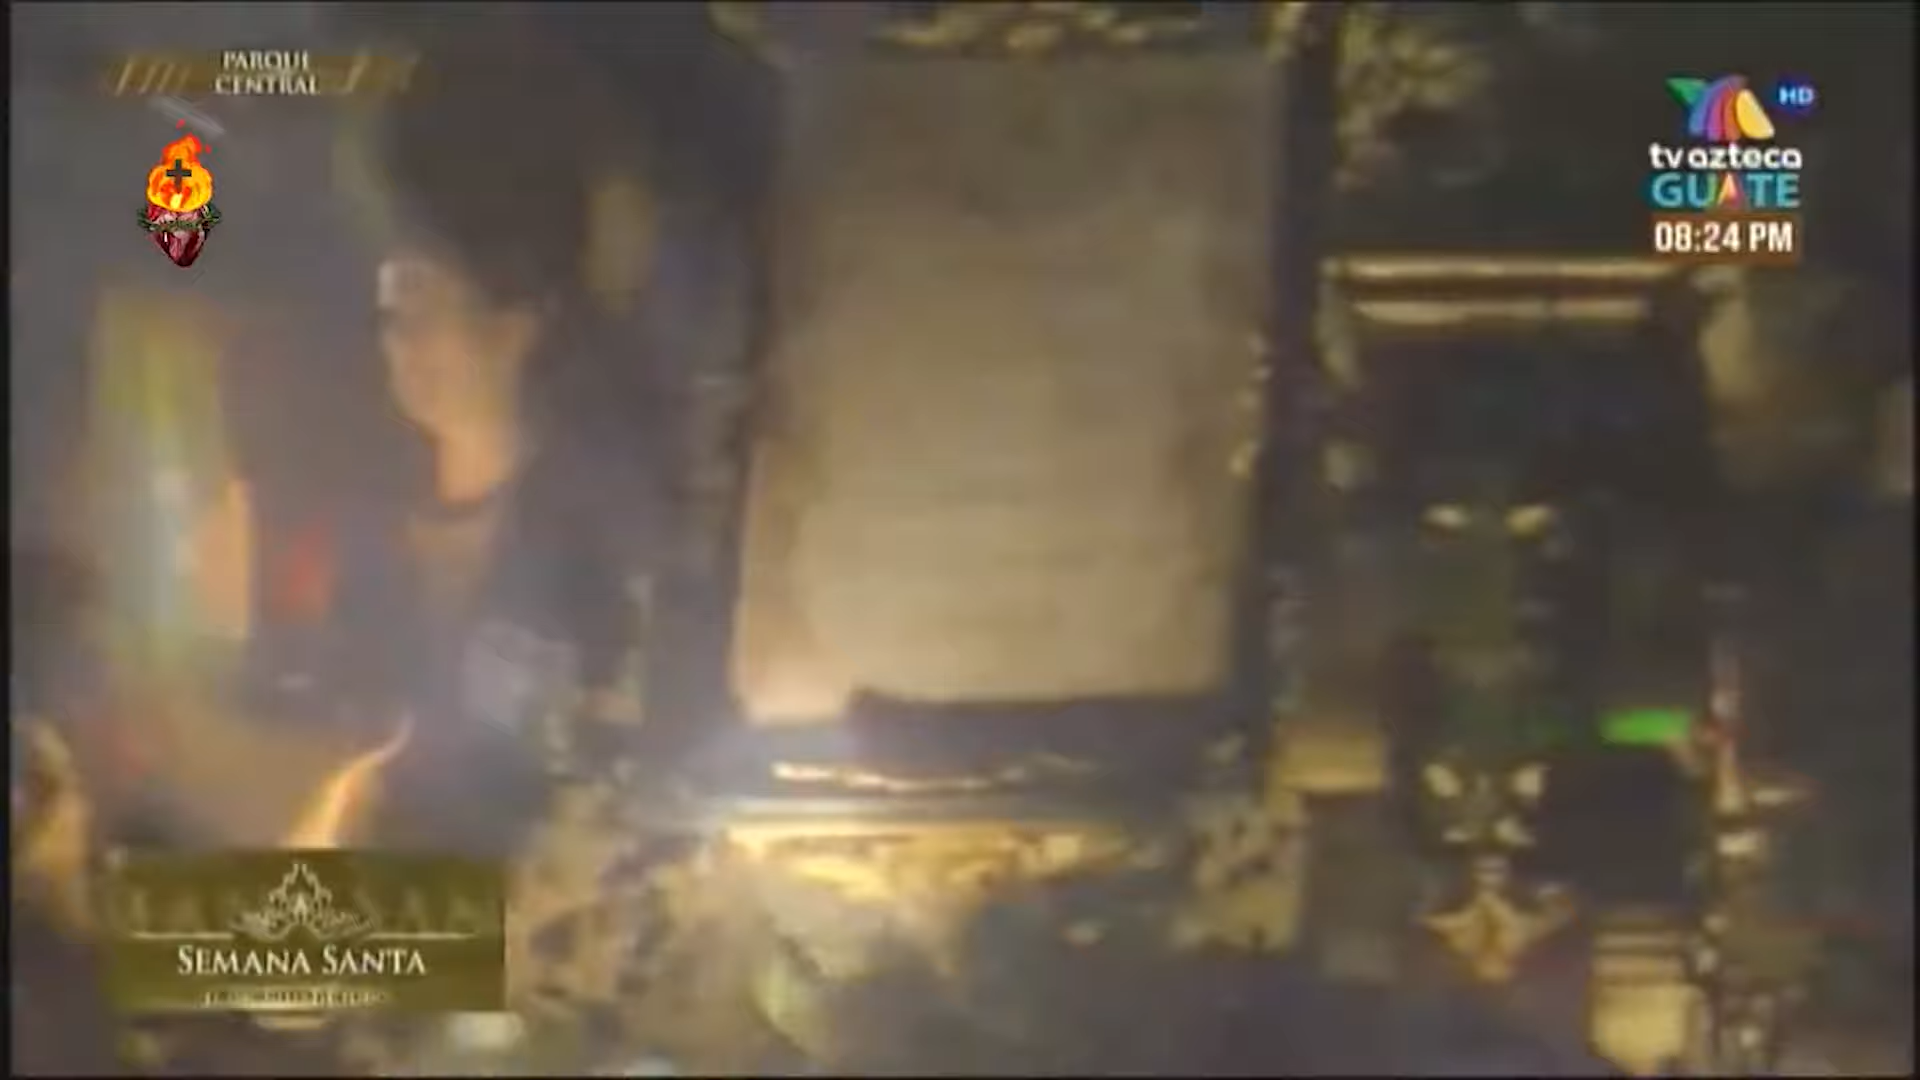 PARQUE
CENTRAL
HD
tv azteca
GUATE
08:24 PM
SEMANA SANTA